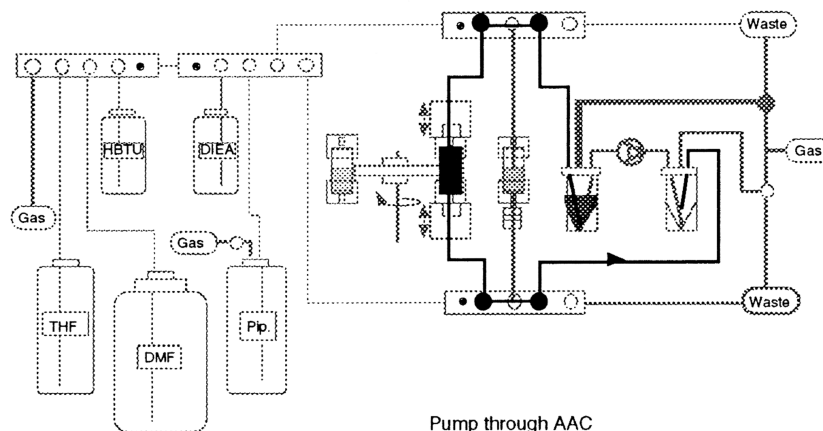 Waste
HBTU
DIEA
Gas
Gas
Gas
THF
DMF
Pip.
Waste
Pump through AAC